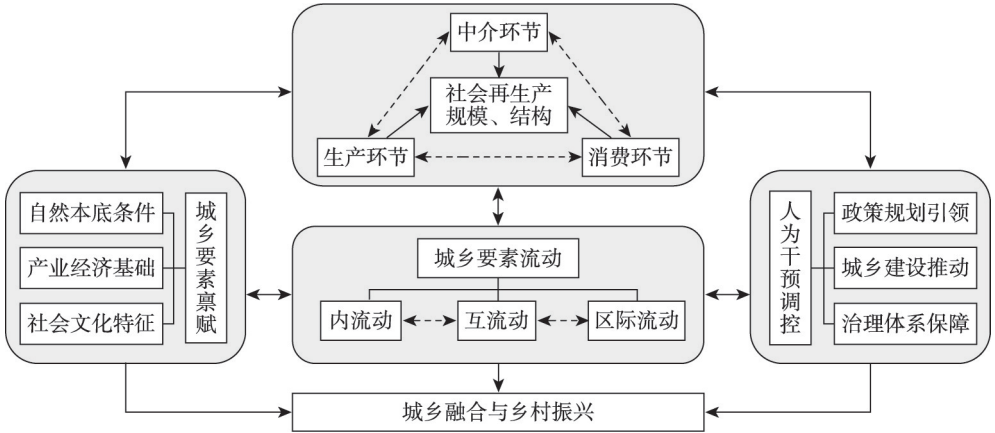 中介环节
社会再生产
规模、结构
生产环节
消费环节
自然本底条件
产业经济基础
社会文化特征
城乡要素禀赋
城乡要素流动
内流动
互流动
区际流动
人为干预调控
政策规划引领
城乡建设推动
治理体系保障
城乡融合与乡村振兴